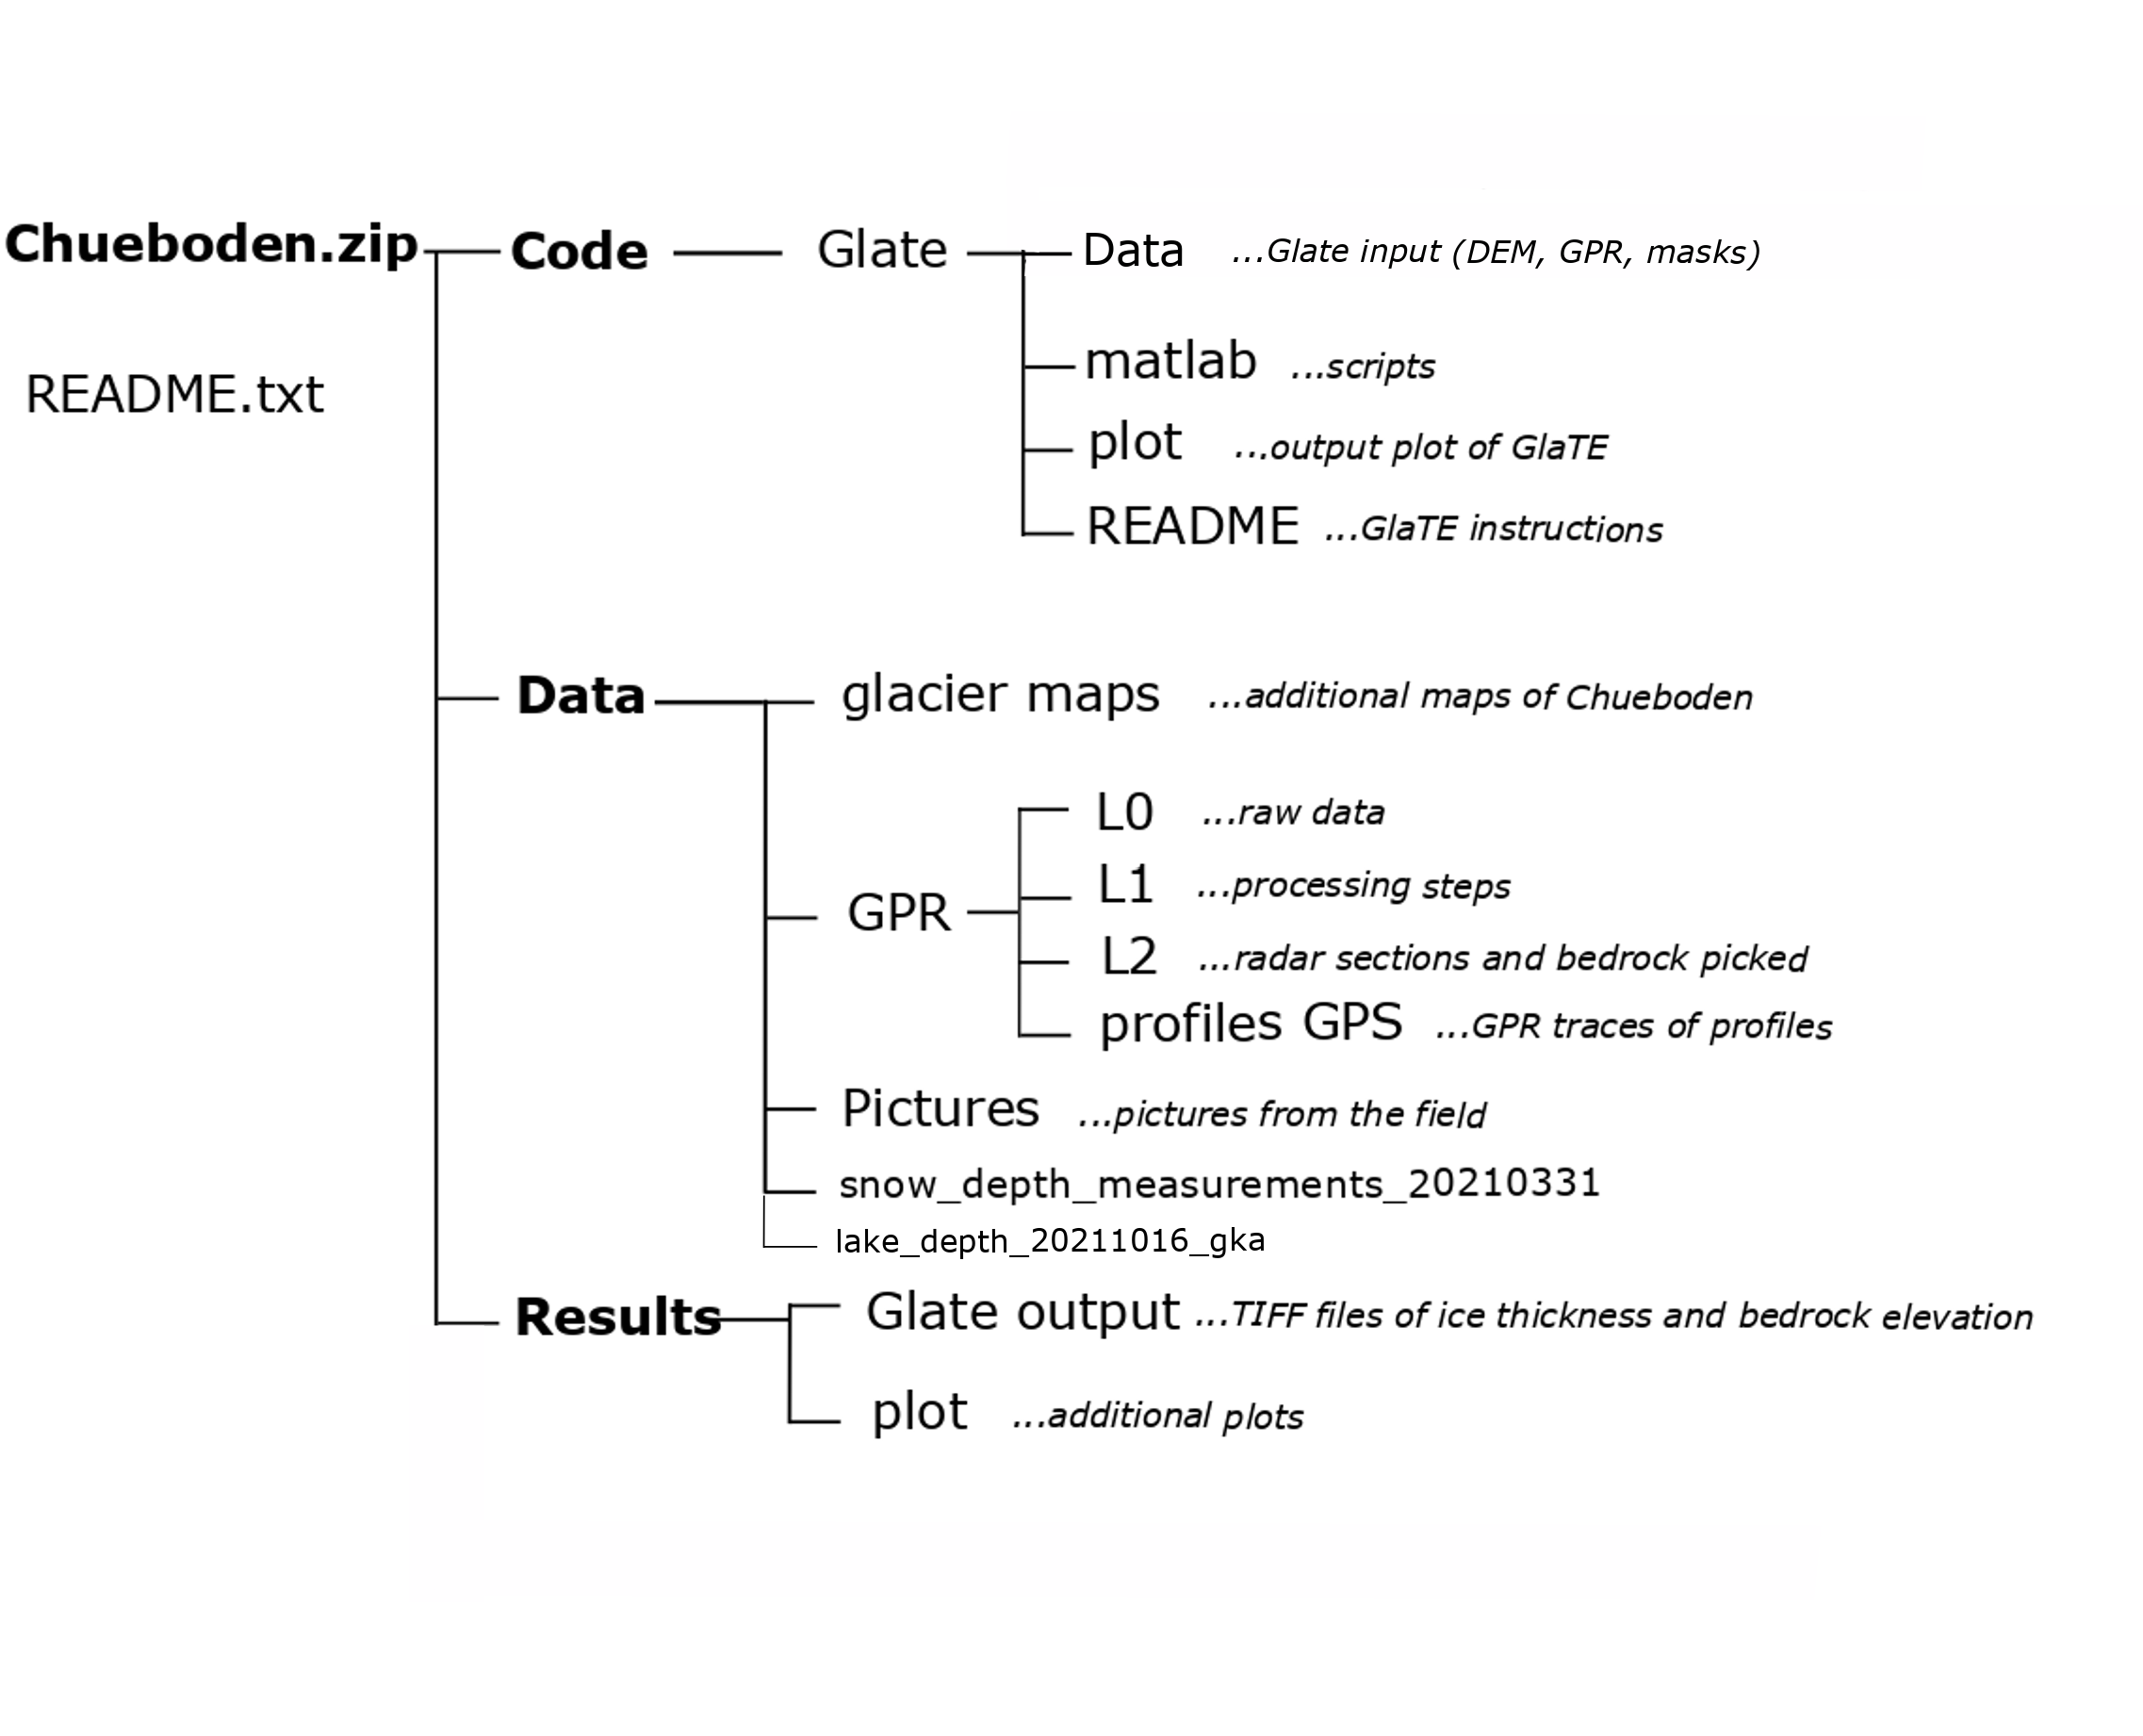 Chueboden.zip Code Glate Data ...Glate input (DEM, GPR, masks)
matlab ...scripts
README.txt
plot ...output plot of GlaTE
README ...GlaTE instructions
Data glacier maps ...additional maps of Chueboden
L0 ...raw data
L1 ...processing steps
GPR
L2 ...radar sections and bedrock picked
profiles GPS ...GPR traces of profiles
Pictures ...pictures from the field
snow_depth_measurements_20210331
lake_depth_20211016_gka
Results Glate output ...TIFF files of ice thickness and bedrock elevation
plot ...additional plots